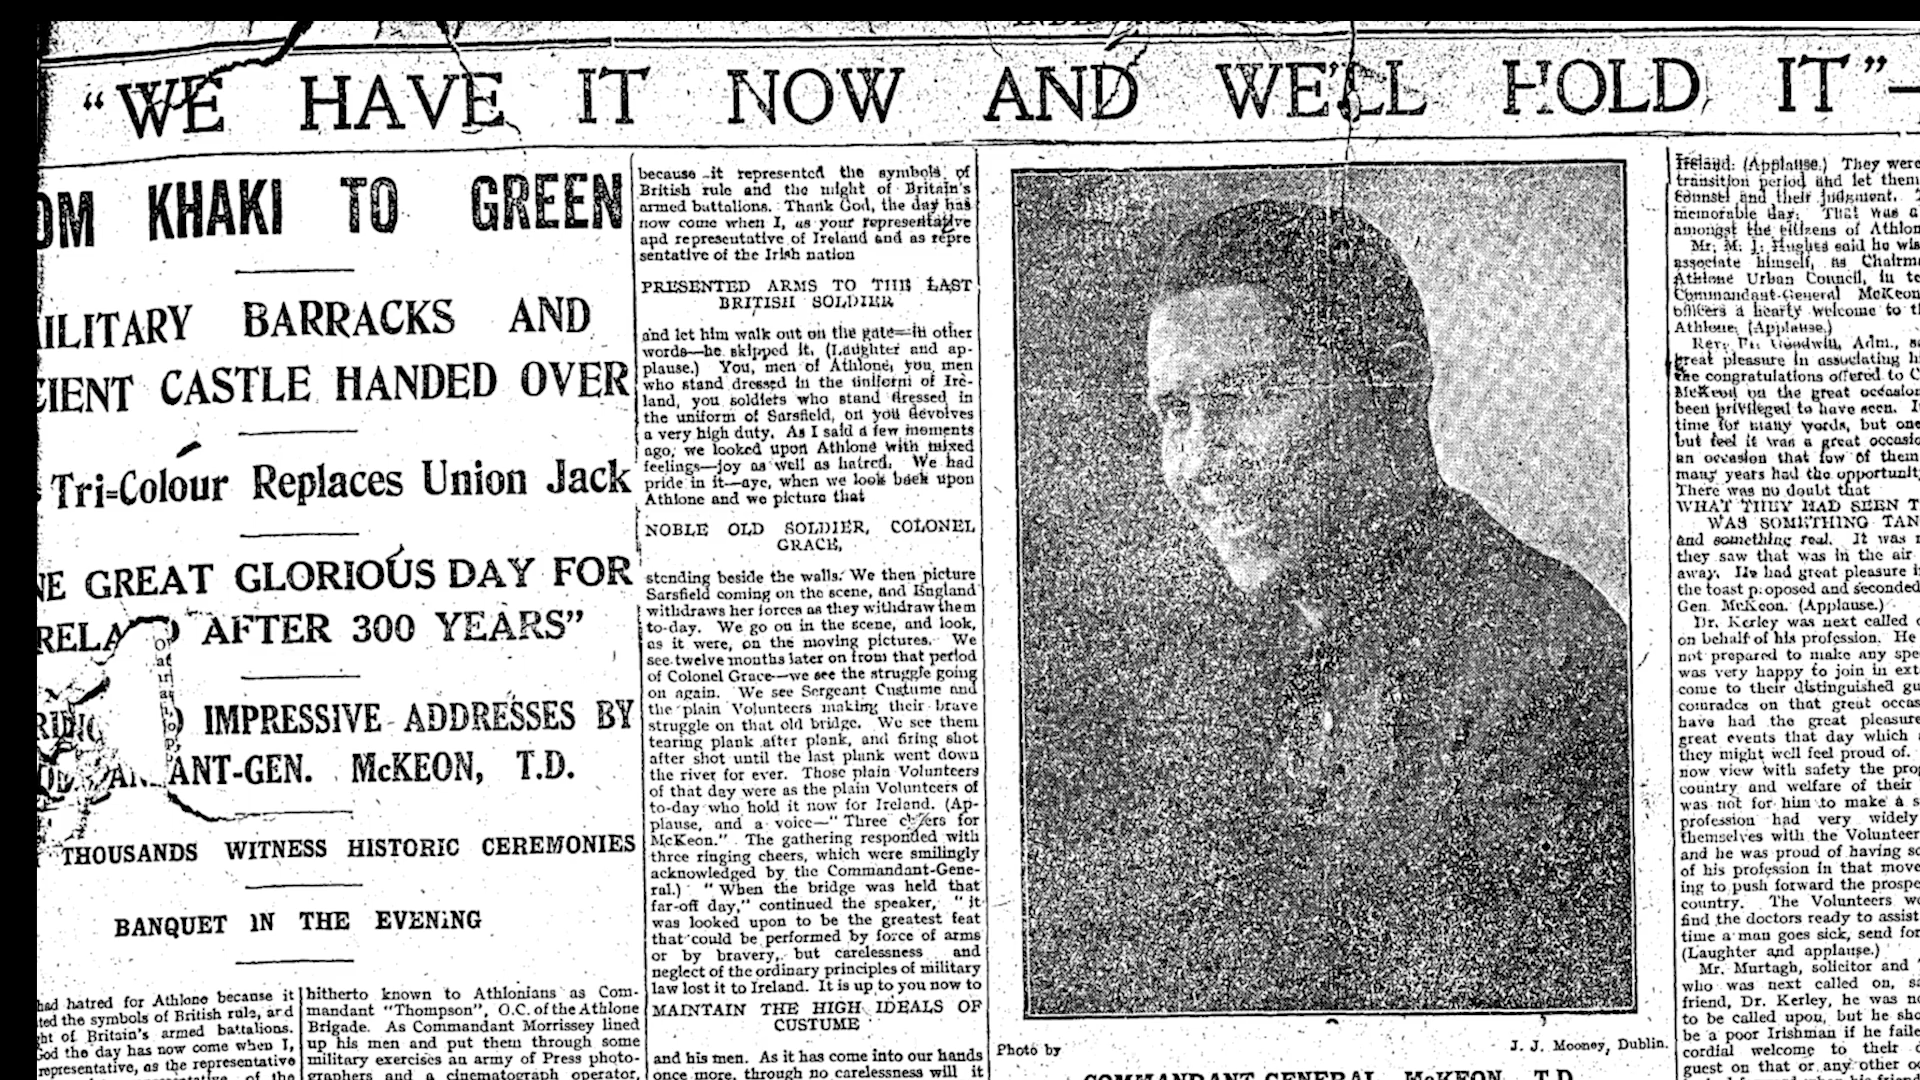 "WE HAVE IT NOW AND WE'LL HOLD IT"—
OM KHAKI TO GREEN
MILITARY BARRACKS AND
CIENT CASTLE HANDED OVER
Tri=Colour Replaces Union Jack
NE GREAT GLORIOUS DAY FOR
RELA AFTER 300 YEARS"
IMPRESSIVE ADDRESSES BY
ANT-GEN. McKEON, T.D.
THOUSANDS WITNESS HISTORIC CEREMONIES
BANQUET IN THE EVENING
had hatred for Athlone because it
ted the symbols of British rule, and
ht of Britain's armed battalions.
God the day has now come when I,
representative, as the representative
of the
hitherto known to Athlonians as Com-
mandant "Thompson", O.C. of the Athlone
Brigade. As Commandant Morrissey lined
up his men and put them through some
military exercises an army of Press photo-
graphers and a cinematograph operator,
because it represented the symbols of
British rule and the might of Britain's
armed battalions. Thank God, the day has
now come when I, as your representative
and representative of Ireland and as repre
sentative of the Irish nation
PRESENTED ARMS TO THE LAST
BRITISH SOLDIER
and let him walk out on the gate—in other
words—he skipped it. (Laughter and ap-
plause.) You, men of Athlone, you men
who stand dressed in the uniform of Ire-
land, you soldiers who stand dressed in
the uniform of Sarsfield, on you devolves
a very high duty. As I said a few moments
ago, we looked upon Athlone with mixed
feelings—joy as well as hatred. We had
pride in it—aye, when we look back upon
Athlone and we picture that
NOBLE OLD SOLDIER, COLONEL
GRACE,
stending beside the walls. We then picture
Sarsfield coming on the scene, and England
withdraws her forces as they withdraw them
to-day. We go on in the scene, and look,
as it were, on the moving pictures. We
see twelve months later on from that period
of Colonel Grace—we see the struggle going
on again. We see Sergeant Custume and
the plain Volunteers making their brave
struggle on that old bridge. We see them
tearing plank after plank, and firing shot
after shot until the last plank went down
the river for ever. Those plain Volunteers
of that day were as the plain Volunteers of
to-day who hold it now for Ireland. (Ap-
plause, and a voice—"Three cheers for
McKeon." The gathering responded with
three ringing cheers, which were smilingly
acknowledged by the Commandant-Gene-
ral.) "When the bridge was held that
far-off day," continued the speaker, "it
was looked upon to be the greatest feat
that could be performed by force of arms
or by bravery, but carelessness and
neglect of the ordinary principles of military
law lost it to Ireland. It is up to you now to
MAINTAIN THE HIGH IDEALS OF
CUSTUME
and his men. As it has come into our hands
once more, through no carelessness will it
Photo by J. J. Mooney, Dublin.
COMMANDANT GENERAL McKEON, T.D.
Ireland. (Applause.) They were
transition period and let them
counsel and their judgment.
memorable day. That was a
amongst the citizens of Athlon
Mr. M. J. Hughes said he wis
associate himself, as Chairma
Athlone Urban Council, in te
Commandant-General McKeon
officers a hearty welcome to t
Athlone. (Applause.)
Rev. Fr. Goodwin, Adm., s
great pleasure in associating h
the congratulations offered to C
McKeon on the great occasion
been privileged to have seen. I
time for many words, but one
but feel it was a great occasio
an occasion that few of them
many years had the opportunit
There was no doubt that
WHAT THEY HAD SEEN T
WAS SOMETHING TAN
and something real. It was n
they saw that was in the air
away. He had great pleasure i
the toast proposed and seconded
Gen. McKeon. (Applause.)
Dr. Kerley was next called o
on behalf of his profession. He
not prepared to make any spe
was very happy to join in ext
come to their distinguished gu
comrades on that great occas
have had the great pleasure
great events that day which
they might well feel proud of.
now view with safety the pro
country and welfare of their
was not for him to make a s
profession had very widely
themselves with the Volunteer
and he was proud of having so
of his profession in that move
ing to push forward the prospe
country. The Volunteers wo
find the doctors ready to assist
time a man goes sick, send for
(Laughter and applause.)
Mr. Murtagh, solicitor and
who was next called on, sa
friend, Dr. Kerley, he was no
to be called upon, but he sho
be a poor Irishman if he faile
cordial welcome to their
guest on that or any other oc